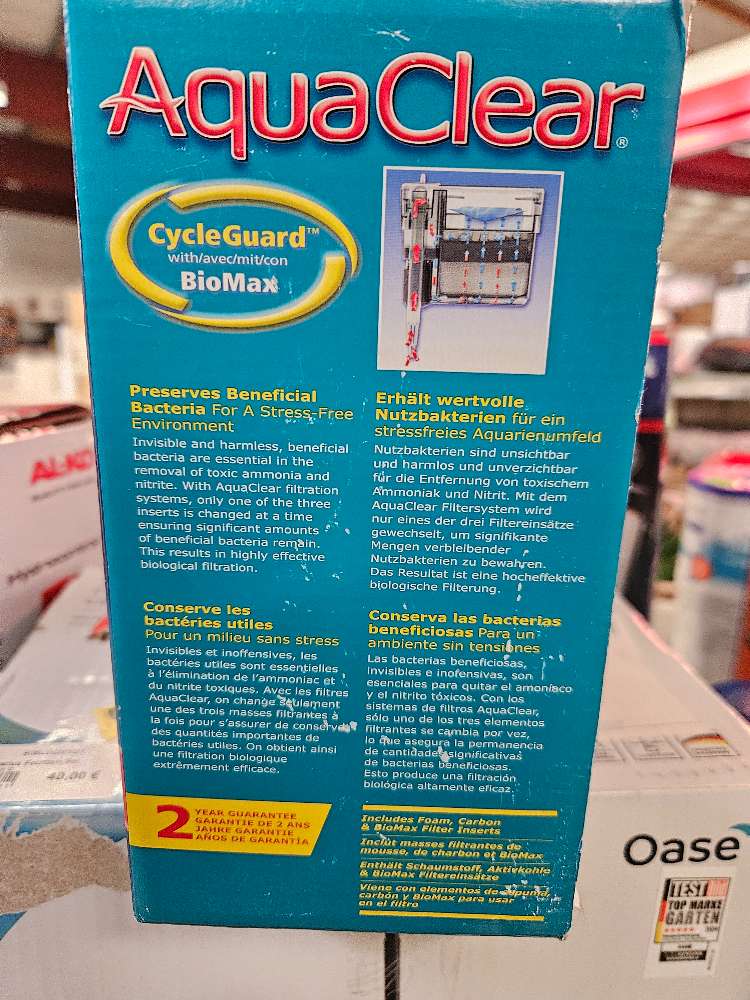 AquaClear®
CycleGuard™
with/avec/mit/con
BioMax
Preserves Beneficial
Bacteria For A Stress-Free
Environment
Invisible and harmless, beneficial
bacteria are essential in the
removal of toxic ammonia and
nitrite. With AquaClear filtration
systems, only one of the three
inserts is changed at a time
ensuring significant amounts
of beneficial bacteria remain.
This results in highly effective
biological filtration.
Erhält wertvolle
Nutzbakterien für ein
stressfreies Aquarienumfeld
Nutzbakterien sind unsichtbar
und harmlos und unverzichtbar
für die Entfernung von toxischem
Ammoniak und Nitrit. Mit dem
AquaClear Filtersystem wird
nur eines der drei Filtereinsätze
gewechselt, um signifikante
Mengen verbleibender
Nutzbakterien zu bewahren.
Das Resultat ist eine hocheffektive
biologische Filterung.
Conserve les
bactéries utiles
Pour un milieu sans stress
Invisibles et inoffensives, les
bactéries utiles sont essentielles
à l'élimination de l'ammoniac et
du nitrite toxiques. Avec les filtres
AquaClear, on change seulement
une des trois masses filtrantes à
la fois pour s'assurer de conserver
des quantités importantes de
bactéries utiles. On obtient ainsi
une filtration biologique
extrêmement efficace.
Conserva las bacterias
beneficiosas Para un
ambiente sin tensiones
Las bacterias beneficiosas,
invisibles e inofensivas, son
esenciales para quitar el amoníaco
y el nitrito tóxicos. Con los
sistemas de filtros AquaClear,
sólo uno de los tres elementos
filtrantes se cambia por vez,
lo que asegura la permanencia
de cantidades significativas
de bacterias beneficiosas.
Esto produce una filtración
biológica altamente eficaz.
2 YEAR GUARANTEE
GARANTIE DE 2 ANS
JAHRE GARANTIE
AÑOS DE GARANTÍA
Includes Foam, Carbon
& BioMax Filter Inserts
Inclut masses filtrantes de
mousse, de charbon et BioMax
Enthält Schaumstoff, Aktivkohle
& BioMax Filtereinsätze
Viene con elementos de espuma,
carbón y BioMax para usar
en el filtro
AL-KO
40,00 €
Oase
TEST
TOP MARKE
GARTEN